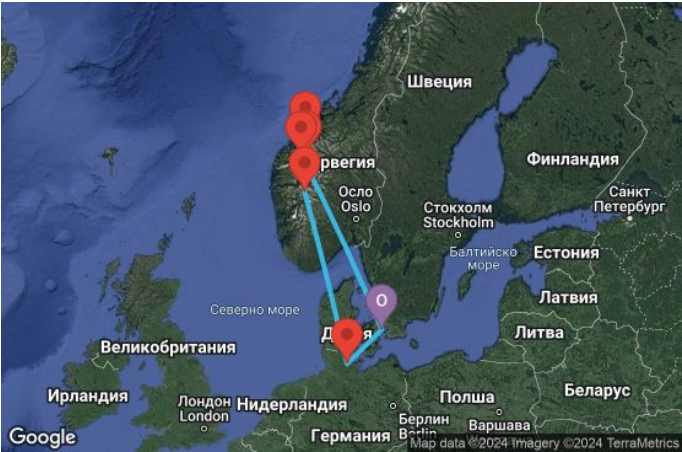 Швеция
рвегия
Финландия
Осло
Oslo
Санкт
Петербург
Стокхолм
Stockholm
Балтийско
море
Естония
Латвия
Северно море
О
Д
я
Литва
Великобритания
Ирландия
Лондон
London
Нидерландия
Полша
Беларус
Берлин
Berlin
Варшава
Германия
Google
Map data ©2024 Imagery ©2024 TerraMetrics